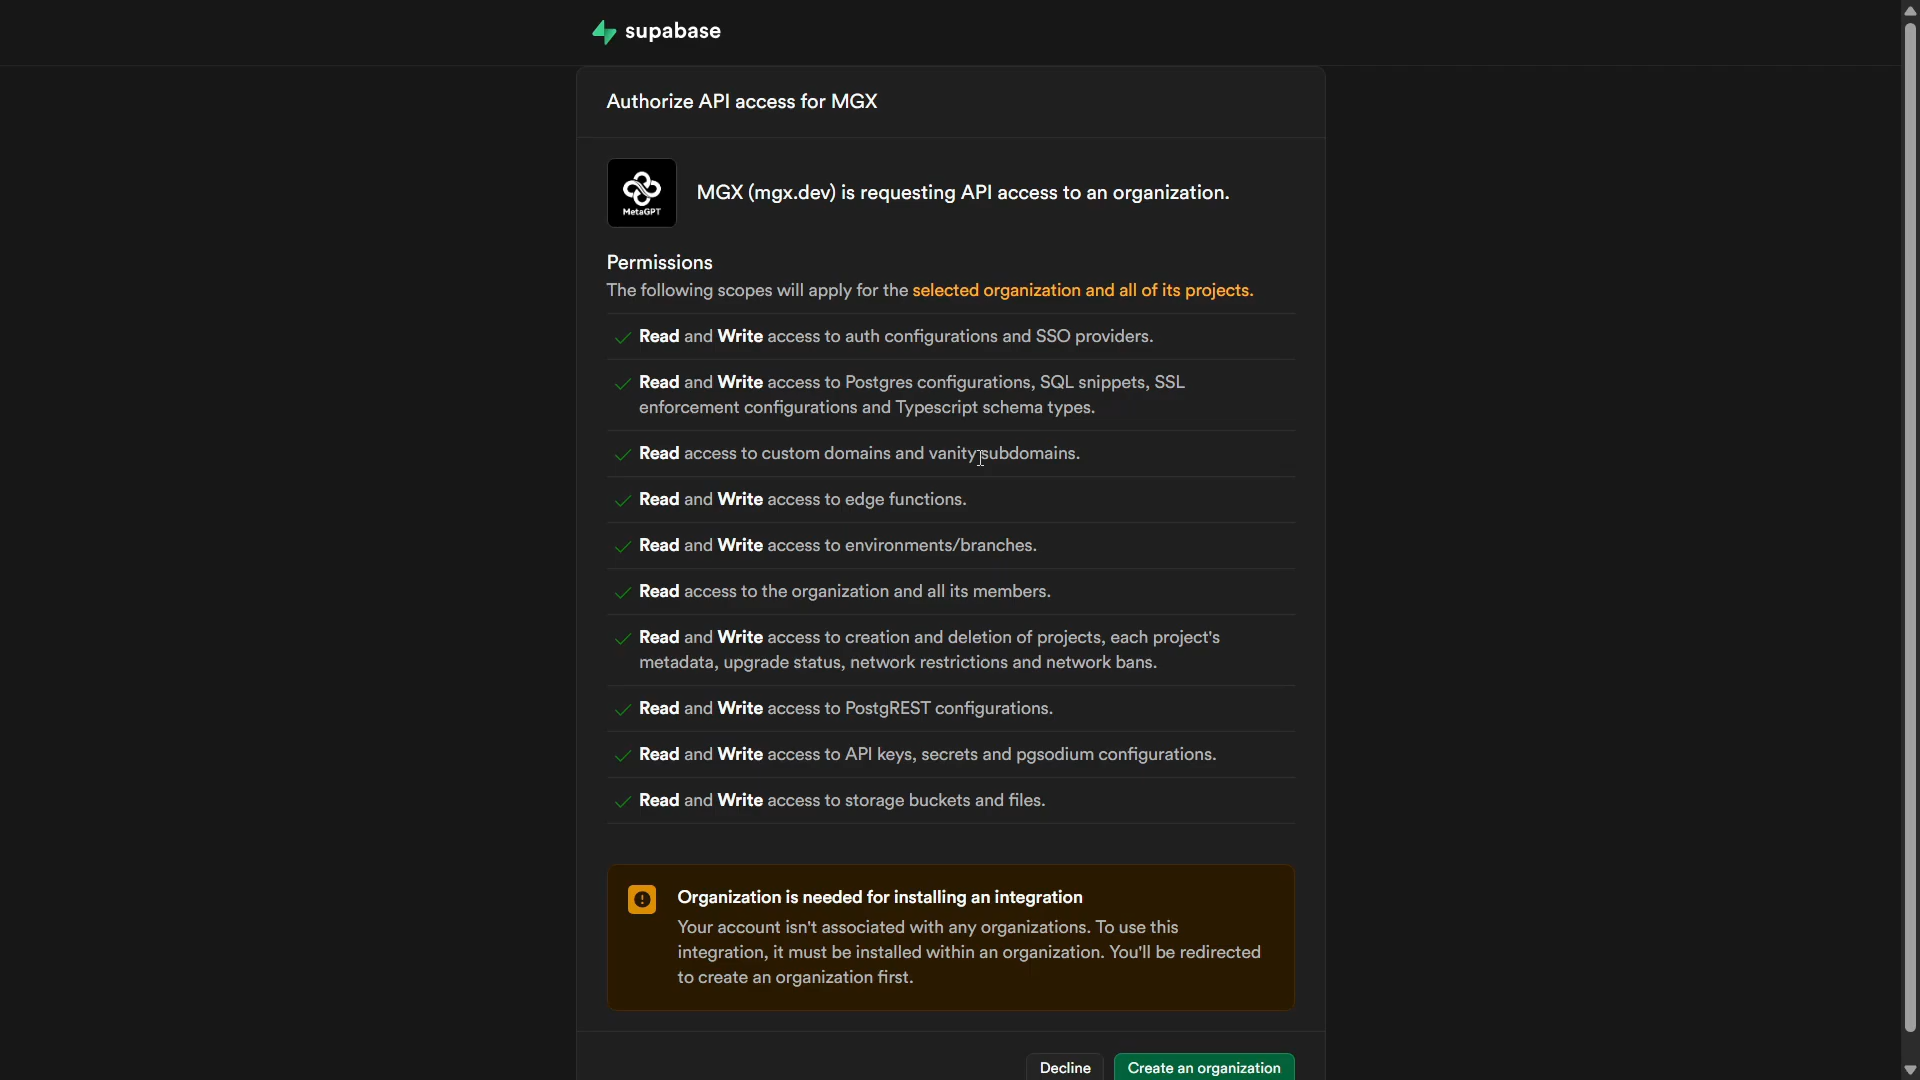 supabase
Authorize API access for MGX
MetaGPT
MGX (mgx.dev) is requesting API access to an organization.
Permissions
The following scopes will apply for the selected organization and all of its projects.
Read and Write access to auth configurations and SSO providers.
Read and Write access to Postgres configurations, SQL snippets, SSL
enforcement configurations and Typescript schema types.
Read access to custom domains and vanity subdomains.
Read and Write access to edge functions.
Read and Write access to environments/branches.
Read access to the organization and all its members.
Read and Write access to creation and deletion of projects, each project's
metadata, upgrade status, network restrictions and network bans.
Read and Write access to PostgREST configurations.
Read and Write access to API keys, secrets and pgsodium configurations.
Read and Write access to storage buckets and files.
Organization is needed for installing an integration
Your account isn't associated with any organizations. To use this
integration, it must be installed within an organization. You'll be redirected
to create an organization first.
Decline
Create an organization